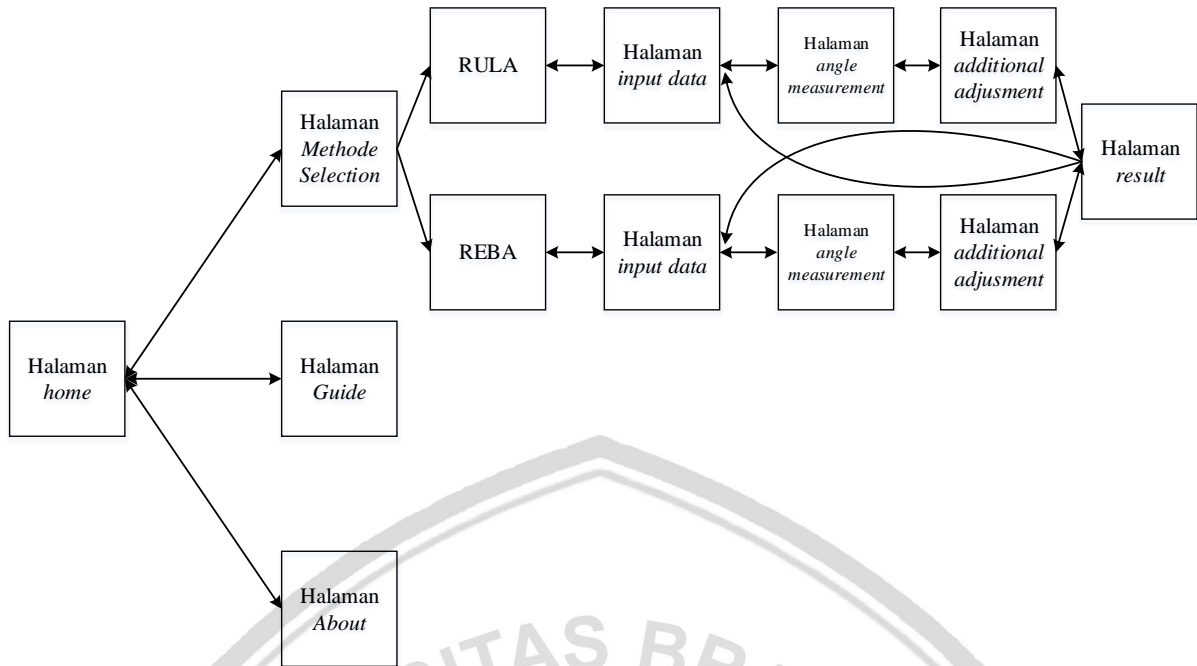 RULA
Halaman
input data
Halaman
angle
measurement
Halaman
additional
adjusment
Halaman
Methode
Selection
Halaman
result
REBA
Halaman
input data
Halaman
angle
measurement
Halaman
additional
adjusment
Halaman
home
Halaman
Guide
Halaman
About